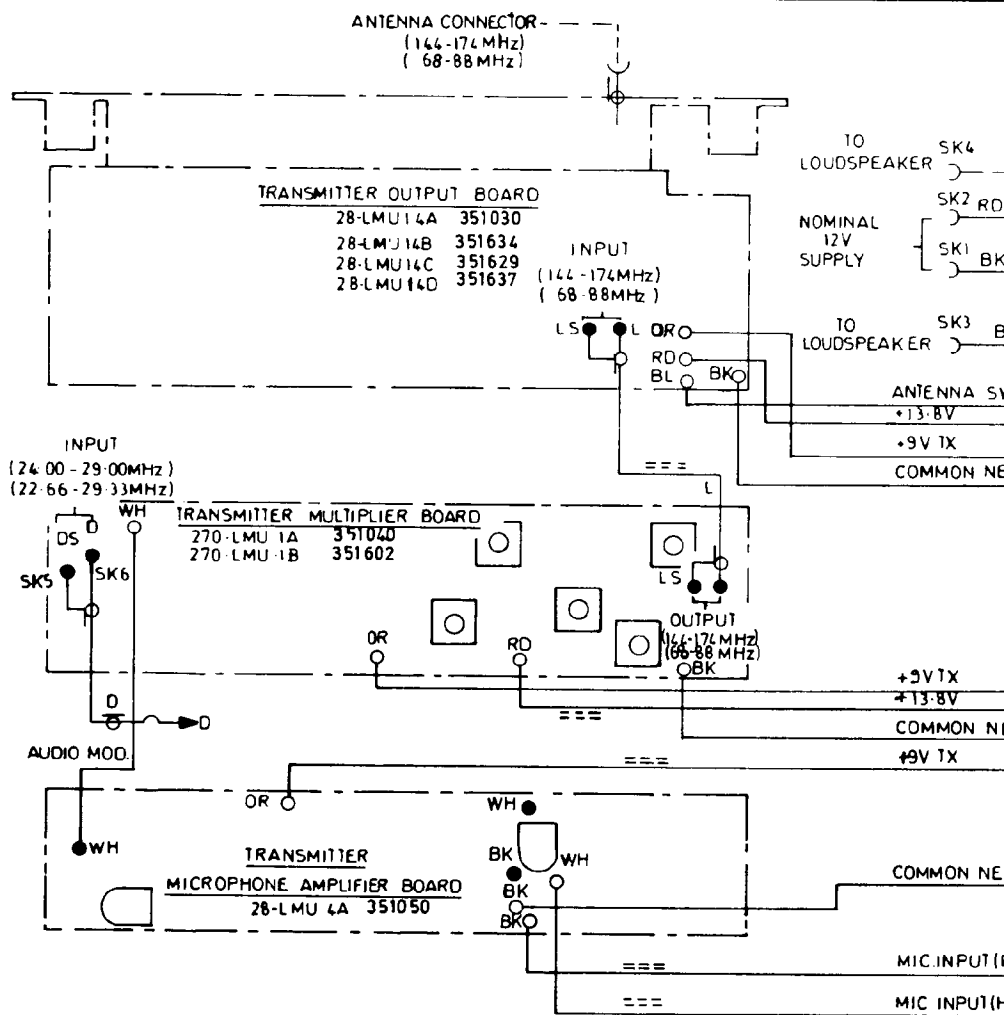 ANTENNA CONNECTOR
(144-174MHz)
(68-88MHz)
TO
LOUDSPEAKER
SK4
SK2 RD
NOMINAL
12V
SUPPLY
SK1 BK
TO
LOUDSPEAKER
SK3
TRANSMITTER OUTPUT BOARD
28-LMU14A 351030
28-LMU14B 351634
28-LMU14C 351629
28-LMU14D 351637
INPUT
(144-174MHz)
(68-88MHz)
LS L OR
RD
BL BK
ANTENNA
+13·8V
+9V TX
COMMON
INPUT
(24·00-29·00MHz)
(22·66-29·33MHz)
L
WH
TRANSMITTER MULTIPLIER BOARD
270-LMU 1A 351040
270-LMU 1B 351602
DS D
SK5 SK6
LS
OUTPUT
(144-174MHz)
(68-88MHz)
OR RD BK
+9V TX
+13·8V
COMMON
D
D
AUDIO MOD.
+9V TX
OR
WH
WH
TRANSMITTER
MICROPHONE AMPLIFIER BOARD
28-LMU 4A 351050
BK WH
BK
BK
COMMON
MIC.INPUT
MIC INPUT